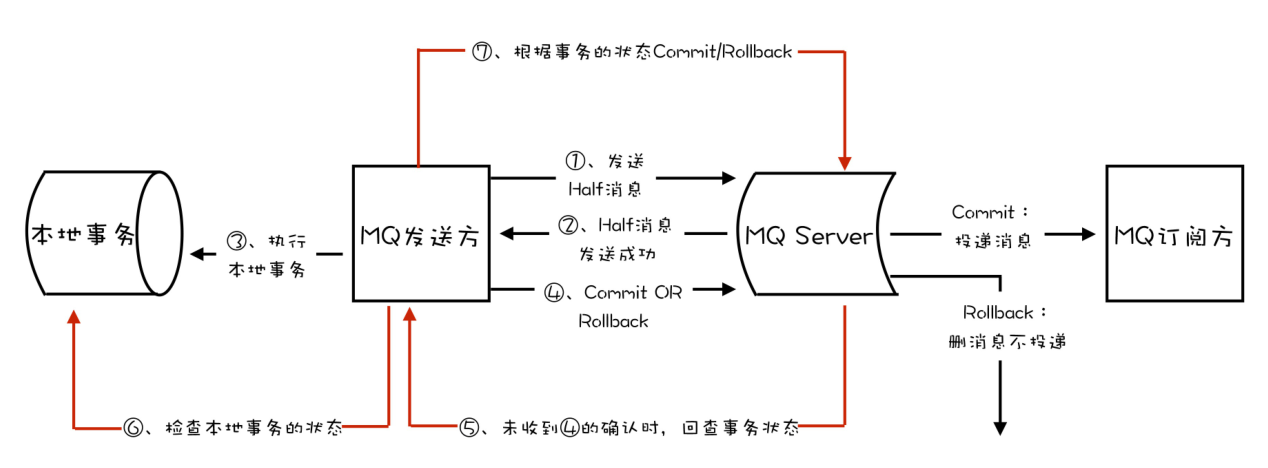 ⑦、根据事务的状态Commit/Rollback
①、发送
Half消息
本地事务
③、执行
本地事务
MQ发送方
②、Half消息
发送成功
MQ Server
Commit：
投递消息
MQ订阅方
④、Commit OR
Rollback
Rollback：
删消息不投递
⑥、检查本地事务的状态
⑤、未收到④的确认时，回查事务状态